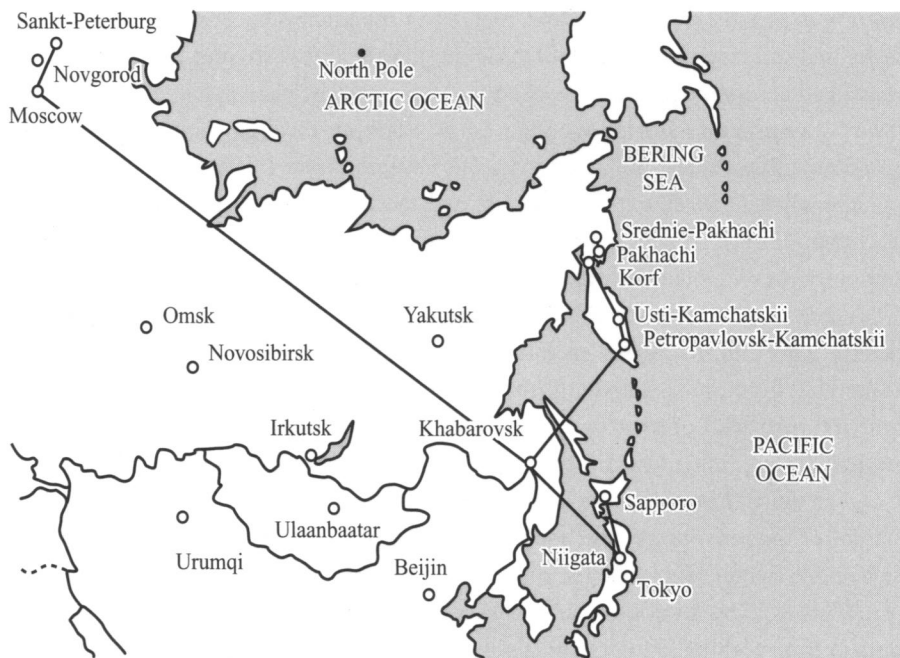 Sankt-Peterburg
Novgorod
Moscow
North Pole
ARCTIC OCEAN
BERING
SEA
Srednie-Pakhachi
Pakhachi
Korf
Usti-Kamchatskii
Petropavlovsk-Kamchatskii
Omsk
Yakutsk
Novosibirsk
Irkutsk
Khabarovsk
PACIFIC
OCEAN
Sapporo
Ulaanbaatar
Urumqi
Beijin
Niigata
Tokyo